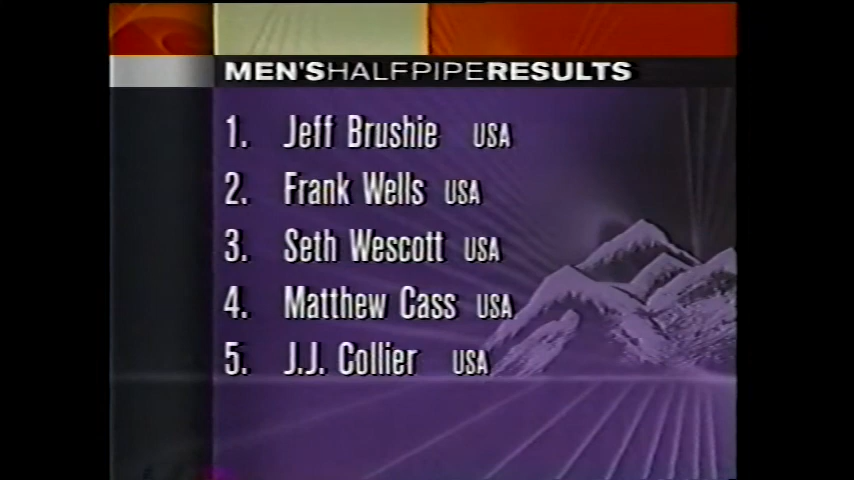 MEN'SHALFPIPERESULTS
1. Jeff Brushie USA
2. Frank Wells USA
3. Seth Wescott USA
4. Matthew Cass USA
5. J.J. Collier USA